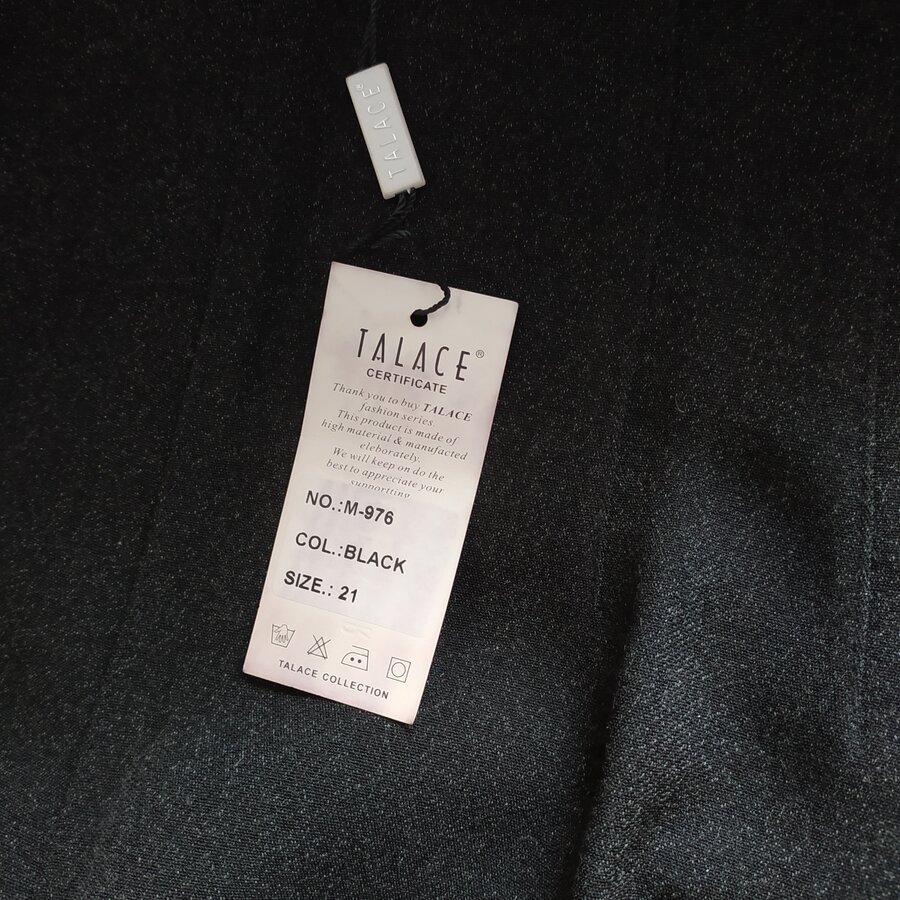 TALACE®
TALACE®
CERTIFICATE
Thank you to buy TALACE
fashion series
This product is made of
high material & manufacted
eleborately.
We will keep on do the
best to appreciate your
supportting
NO.:M-976
COL.:BLACK
SIZE.: 21
TALACE COLLECTION